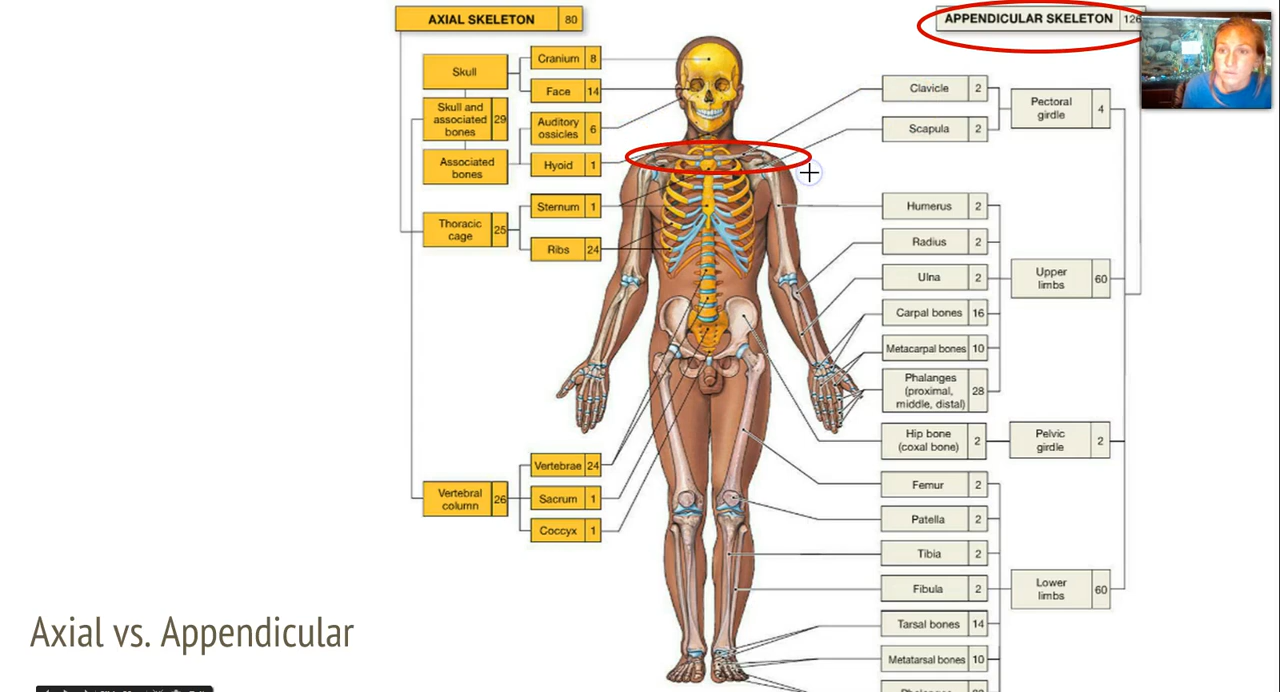 AXIAL SKELETON 80
APPENDICULAR SKELETON 126
Skull
Skull and
associated
bones 29
Associated
bones
Cranium 8
Face 14
Auditory
ossicles 6
Hyoid 1
Thoracic
cage 25
Sternum 1
Ribs 24
Vertebral
column 26
Vertebrae 24
Sacrum 1
Coccyx 1
Clavicle 2
Scapula 2
Pectoral
girdle 4
Humerus 2
Radius 2
Ulna 2
Carpal bones 16
Metacarpal bones 10
Phalanges
(proximal,
middle, distal) 28
Upper
limbs 60
Hip bone
(coxal bone) 2
Pelvic
girdle 2
Femur 2
Patella 2
Tibia 2
Fibula 2
Tarsal bones 14
Metatarsal bones 10
Phalanges
Lower
limbs 60
Axial vs. Appendicular